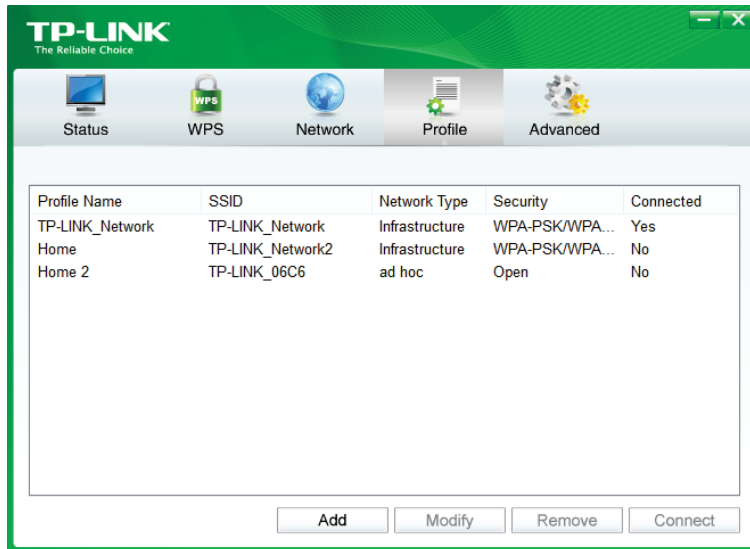 TP-LINK
The Reliable Choice
– X
WPS
Status WPS Network Profile Advanced
Profile Name SSID Network Type Security Connected
TP-LINK_Network TP-LINK_Network Infrastructure WPA-PSK/WPA... Yes
Home TP-LINK_Network2 Infrastructure WPA-PSK/WPA... No
Home 2 TP-LINK_06C6 ad hoc Open No
Add Modify Remove Connect